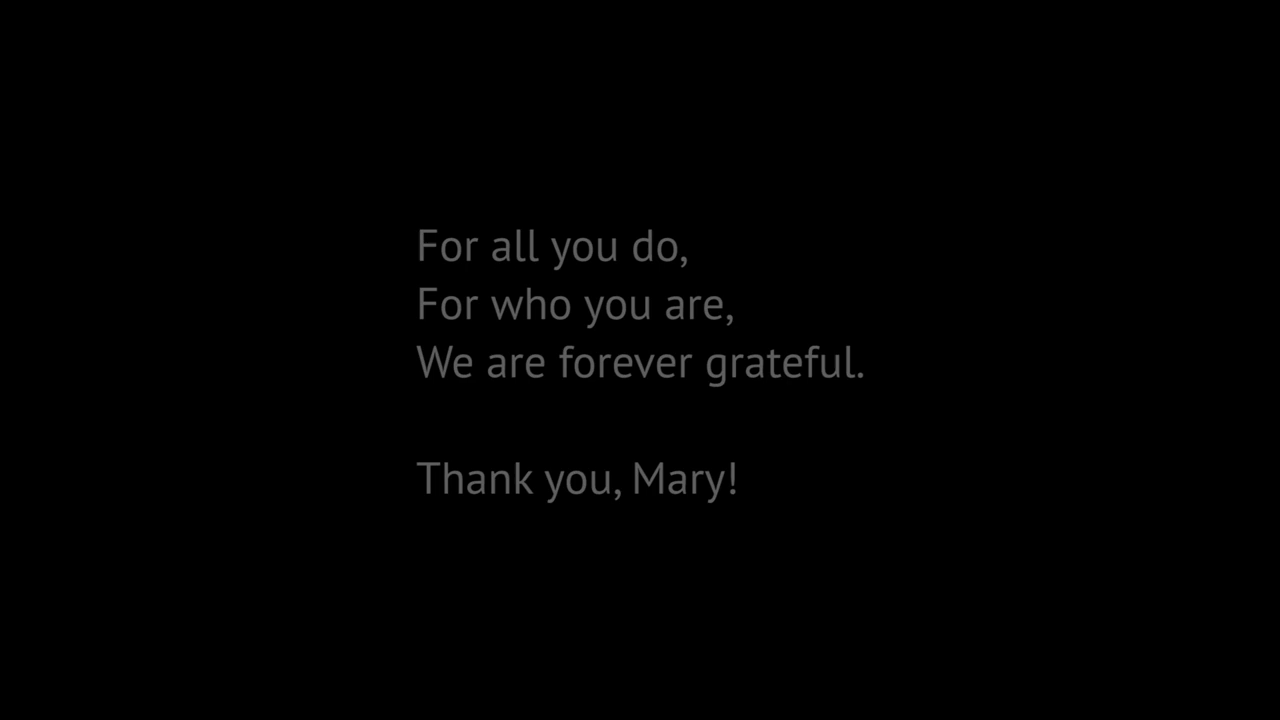 For all you do,
For who you are,
We are forever grateful.
Thank you, Mary!